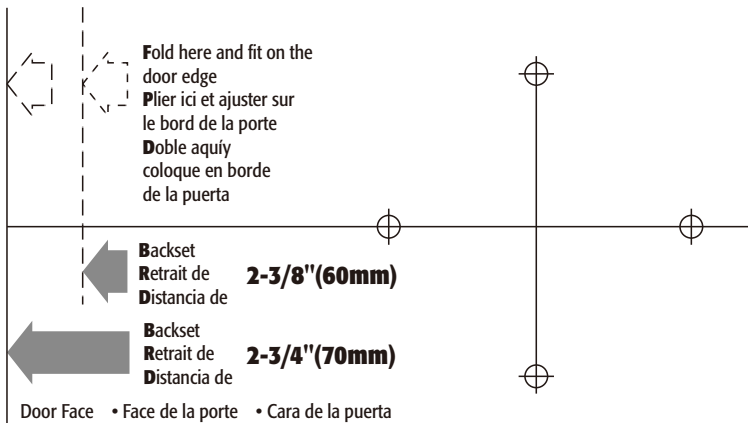 Fold here and fit on the
door edge
Plier ici et ajuster sur
le bord de la porte
Doble aquíy
coloque en borde
de la puerta
Backset
Retrait de
Distancia de
2-3/8"(60mm)
Backset
Retrait de
Distancia de
2-3/4"(70mm)
Door Face • Face de la porte • Cara de la puerta